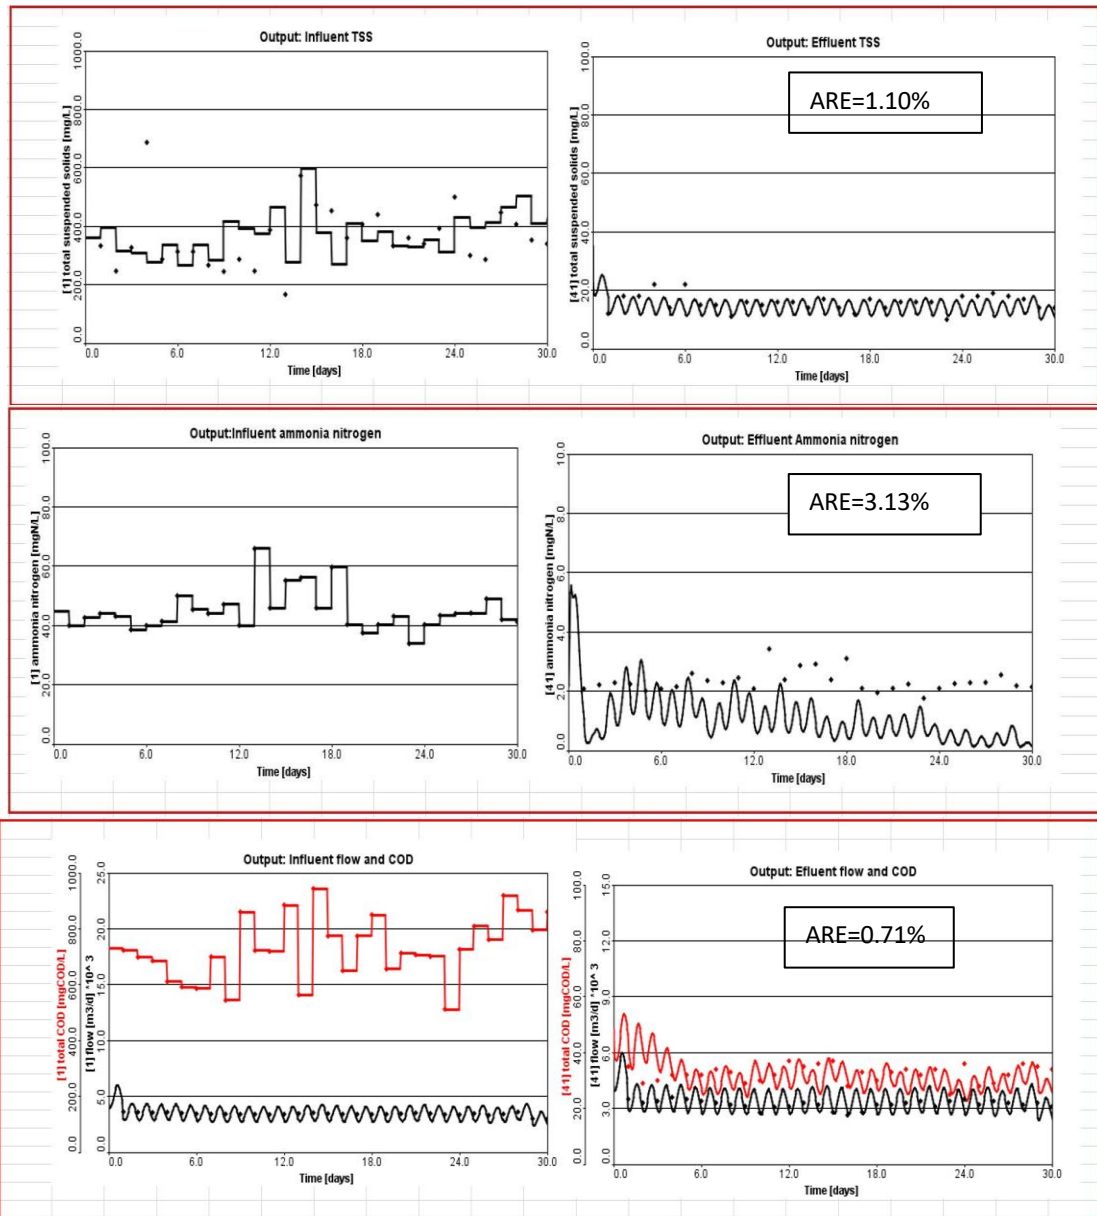 Output: Influent TSS
[1] total suspended solids [mg/L]
1000.0
800.0
600.0
400.0
200.0
0.0
0.0 6.0 12.0 18.0 24.0 30.0
Time [days]
Output: Effluent TSS
ARE=1.10%
[41] total suspended solids [mg/L]
100.0
80.0
60.0
40.0
20.0
0.0
0.0 6.0 12.0 18.0 24.0 30.0
Time [days]
Output:Influent ammonia nitrogen
[1] ammonia nitrogen [mgN/L]
100.0
80.0
60.0
40.0
20.0
0.0
0.0 6.0 12.0 18.0 24.0 30.0
Time [days]
Output: Effluent Ammonia nitrogen
ARE=3.13%
[41] ammonia nitrogen [mgN/L]
10.0
8.0
6.0
4.0
2.0
0.0
0.0 6.0 12.0 18.0 24.0 30.0
Time [days]
Output: Influent flow and COD
[1] total COD [mgCOD/L]
1000.0
800.0
600.0
400.0
200.0
0.0
[1] flow [m3/d] *10^ 3
25.0
20.0
15.0
10.0
5.0
0.0
0.0 6.0 12.0 18.0 24.0 30.0
Time [days]
Output: Efluent flow and COD
ARE=0.71%
[41] total COD [mgCOD/L]
100.0
80.0
60.0
40.0
20.0
0.0
[41] flow [m3/d] *10^ 3
15.0
12.0
9.0
6.0
3.0
0.0
0.0 6.0 12.0 18.0 24.0 30.0
Time [days]